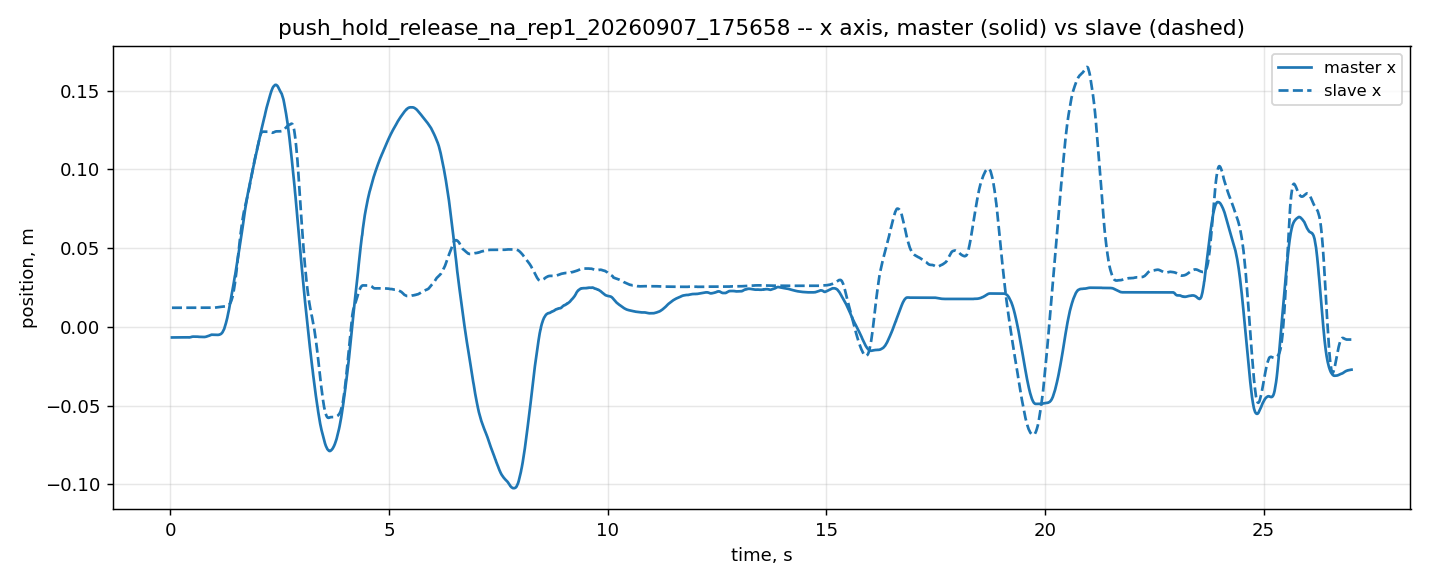 push_hold_release_na_rep1_20260907_175658 -- x axis, master (solid) vs slave (dashed)
master x
slave x
position, m
0.15
0.10
0.05
0.00
−0.05
−0.10
0
5
10
15
20
25
time, s